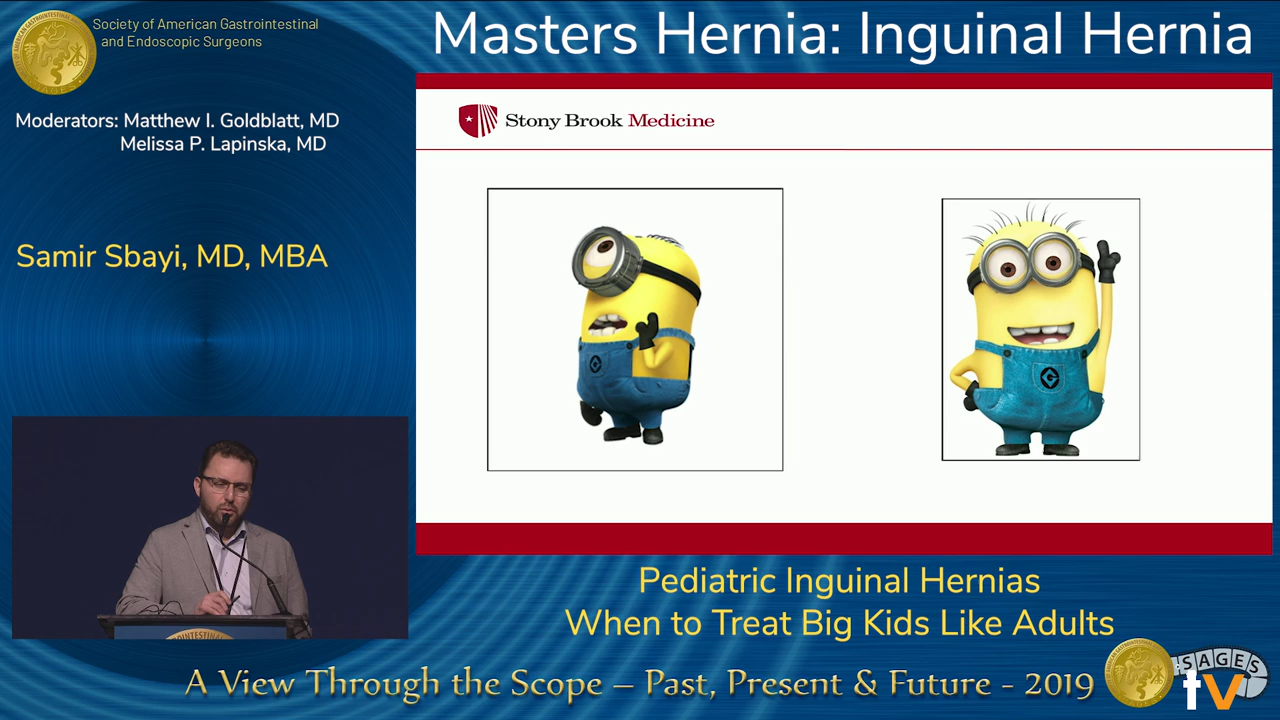 Society of American Gastrointestinal
and Endoscopic Surgeons
Masters Hernia: Inguinal Hernia
Moderators: Matthew I. Goldblatt, MD
Melissa P. Lapinska, MD
Stony Brook Medicine
Samir Sbayi, MD, MBA
Pediatric Inguinal Hernias
When to Treat Big Kids Like Adults
A View Through the Scope – Past, Present & Future - 2019
SAGES
tv